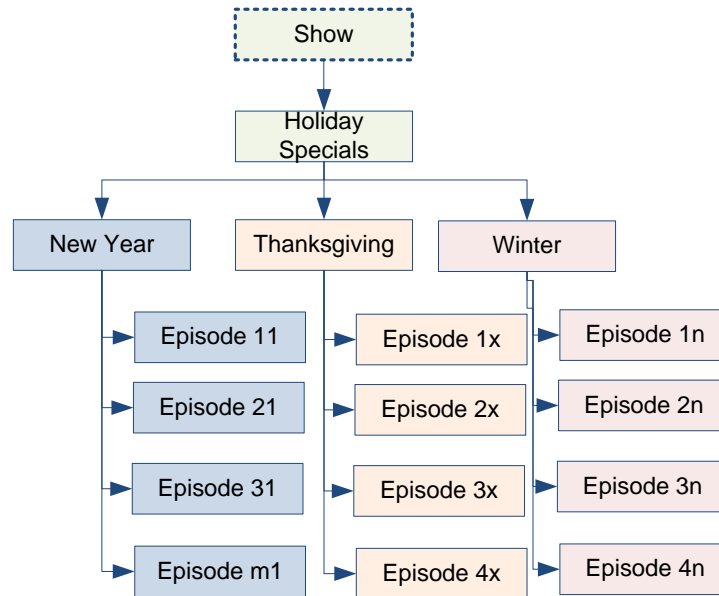 Show
Holiday
Specials
New Year
Thanksgiving
Winter
Episode 11
Episode 1x
Episode 1n
Episode 21
Episode 2x
Episode 2n
Episode 31
Episode 3x
Episode 3n
Episode m1
Episode 4x
Episode 4n